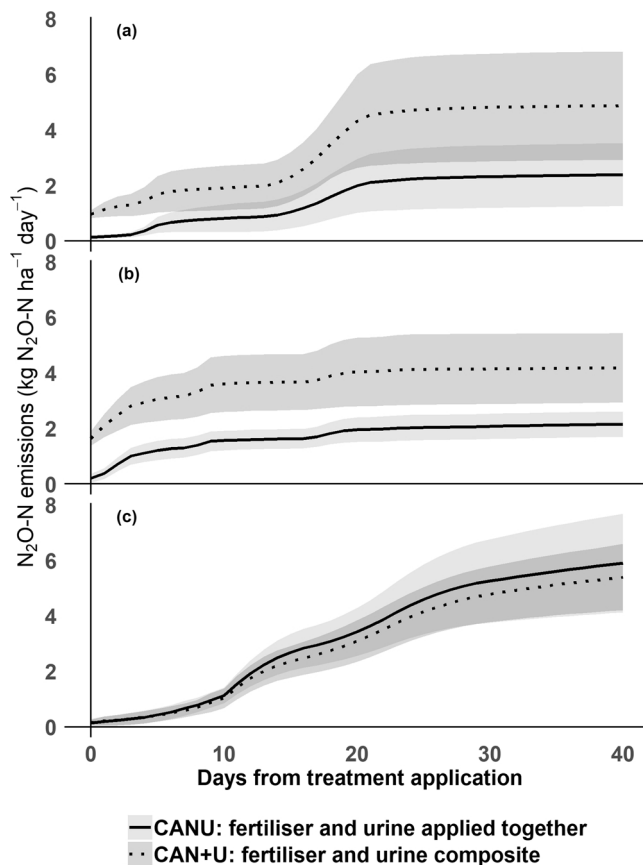 N₂O-N emissions (kg N₂O-N ha⁻¹ day⁻¹)
(a)
8
6
4
2
0
(b)
8
6
4
2
0
(c)
8
6
4
2
0
0 10 20 30 40
Days from treatment application
CANU: fertiliser and urine applied together
CAN+U: fertiliser and urine composite